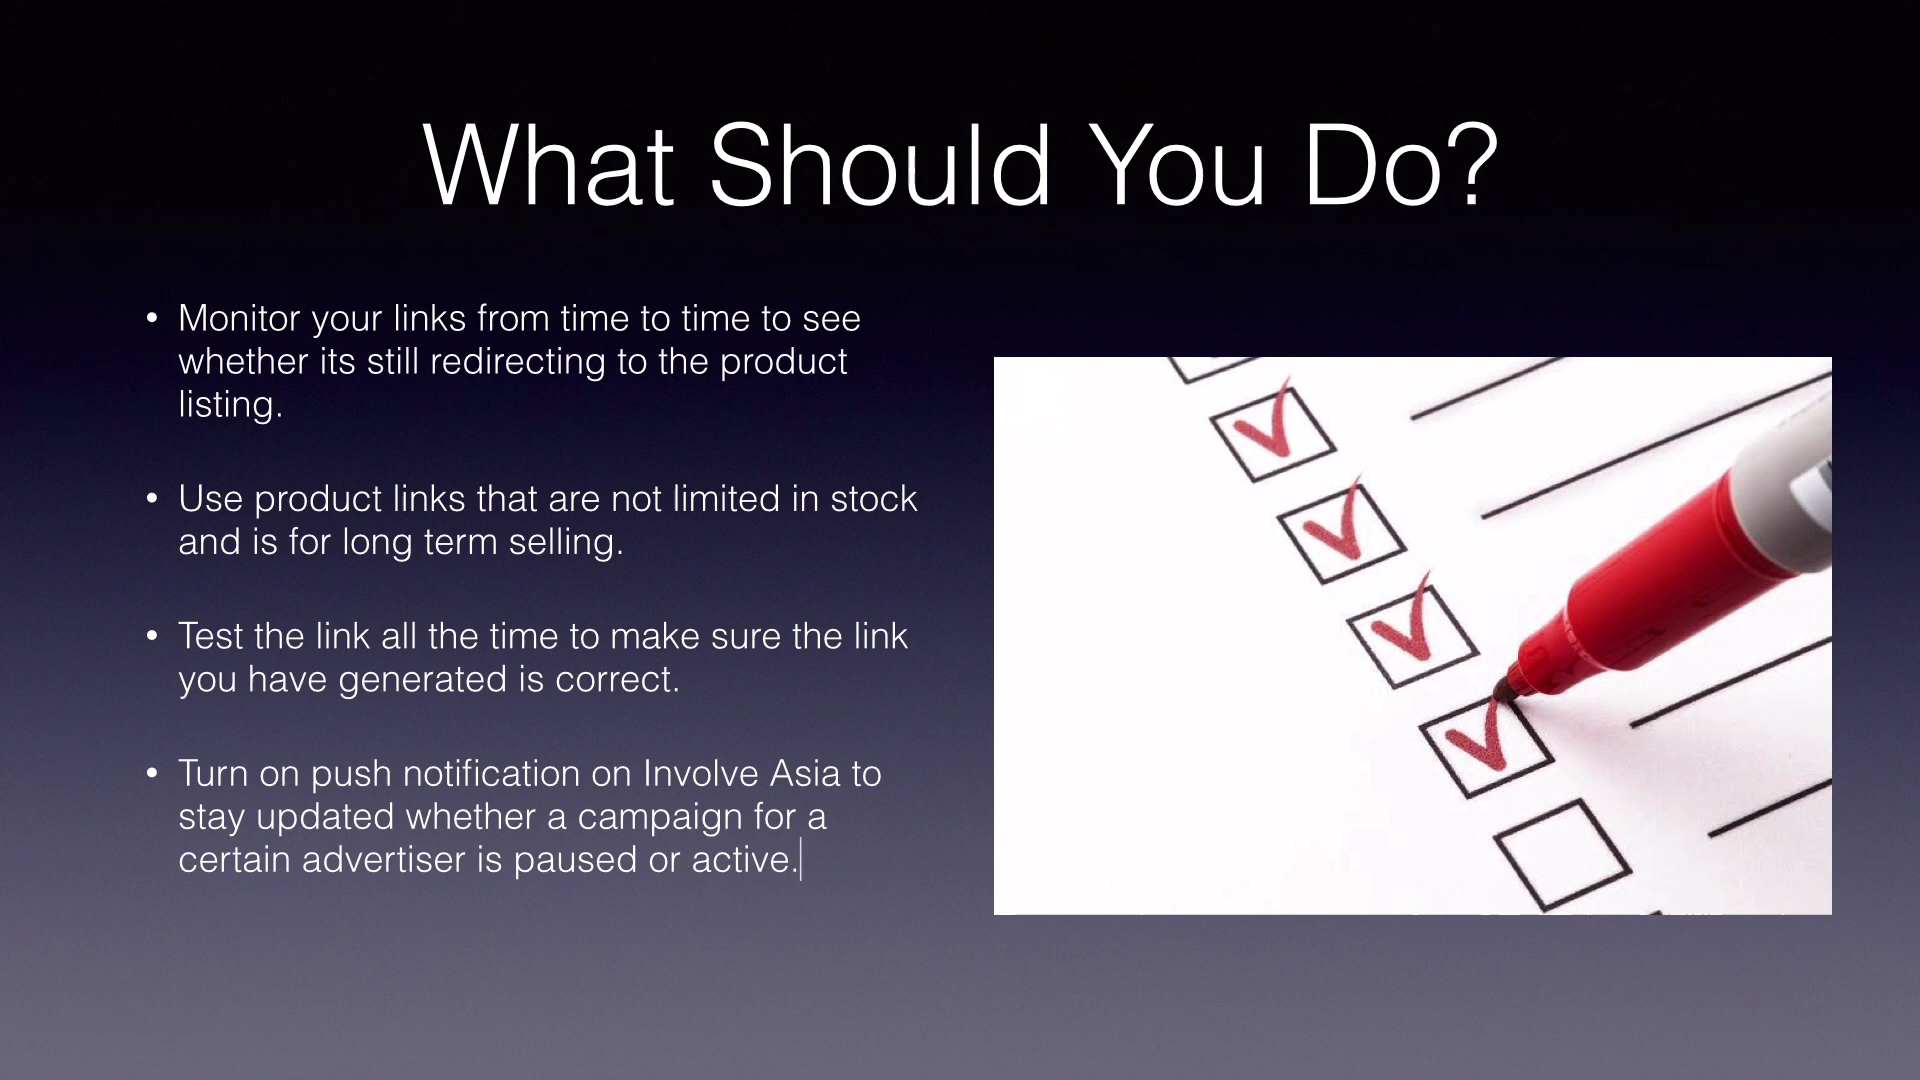 What Should You Do?
• Monitor your links from time to time to see
whether its still redirecting to the product
listing.
• Use product links that are not limited in stock
and is for long term selling.
• Test the link all the time to make sure the link
you have generated is correct.
• Turn on push notification on Involve Asia to
stay updated whether a campaign for a
certain advertiser is paused or active.